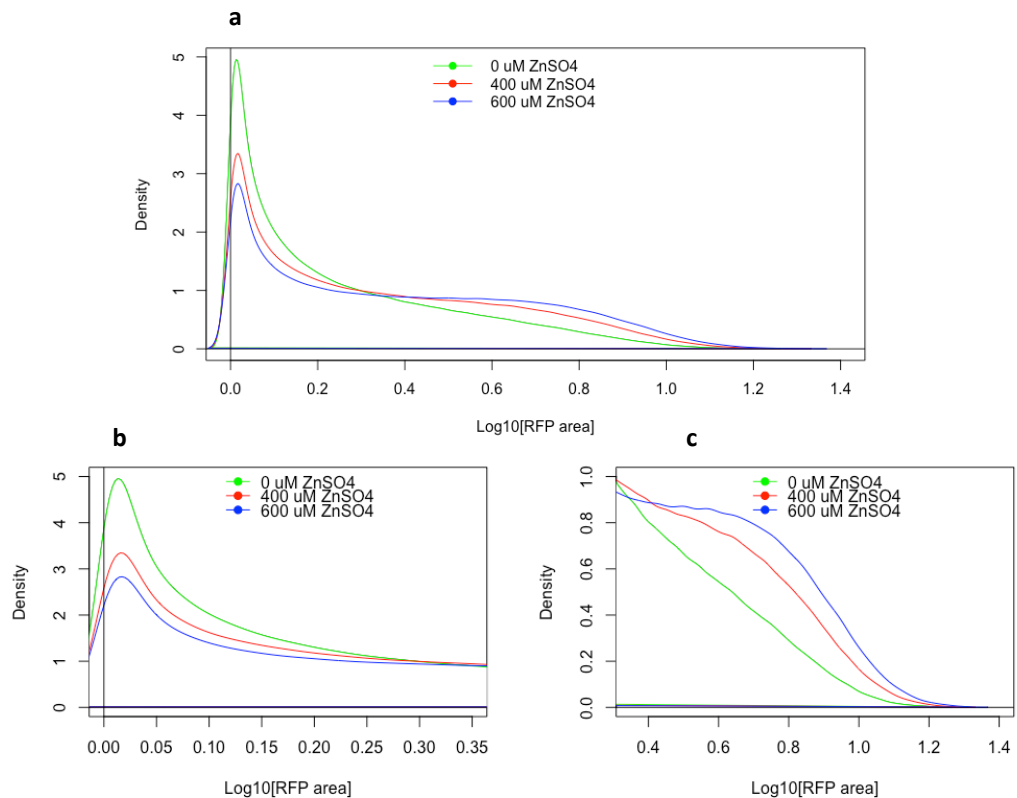 a
5
4
3
2
1
0
Density
0 uM ZnSO4
400 uM ZnSO4
600 uM ZnSO4
0.0 0.2 0.4 0.6 0.8 1.0 1.2 1.4
Log10[RFP area]
b
5
4
3
2
1
0
Density
0 uM ZnSO4
400 uM ZnSO4
600 uM ZnSO4
0.00 0.05 0.10 0.15 0.20 0.25 0.30 0.35
Log10[RFP area]
c
1.0
0.8
0.6
0.4
0.2
0.0
Density
0 uM ZnSO4
400 uM ZnSO4
600 uM ZnSO4
0.4 0.6 0.8 1.0 1.2 1.4
Log10[RFP area]